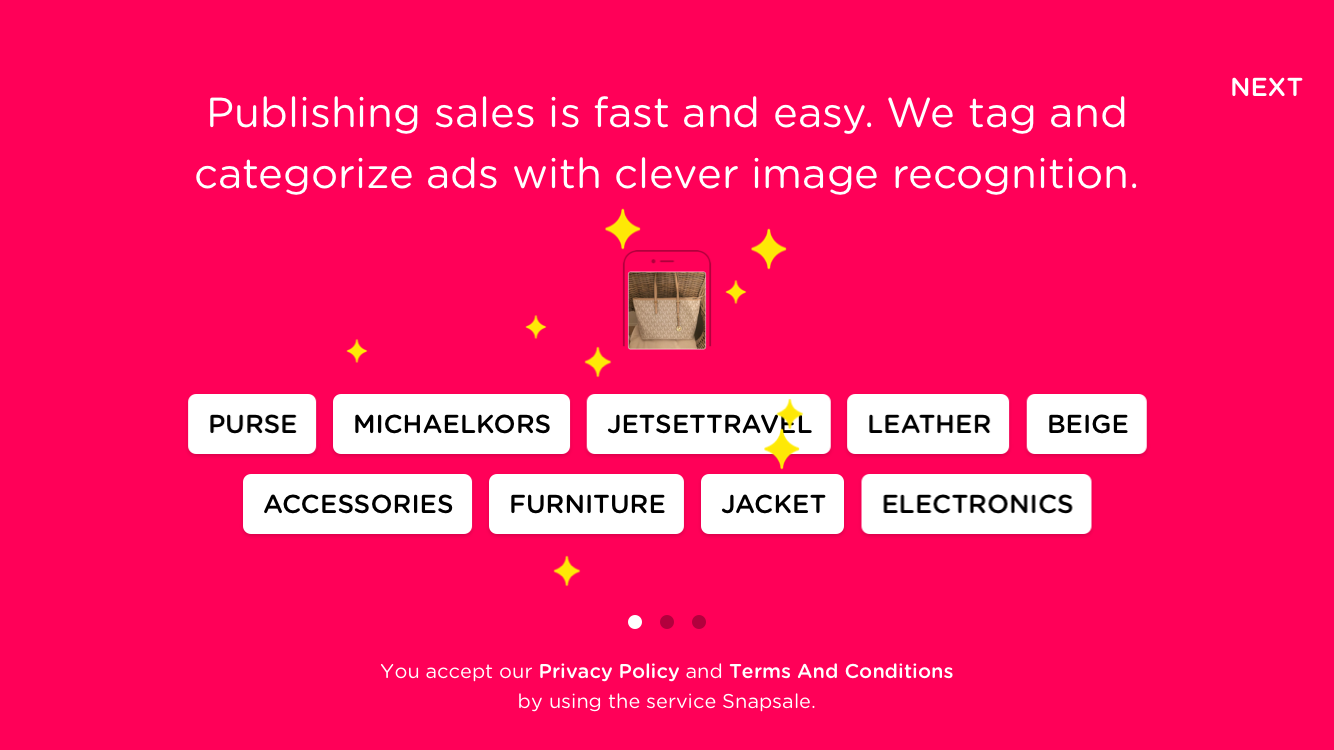 NEXT
Publishing sales is fast and easy. We tag and
categorize ads with clever image recognition.
PURSE MICHAELKORS JETSETTRAVEL LEATHER BEIGE
ACCESSORIES FURNITURE JACKET ELECTRONICS
You accept our Privacy Policy and Terms And Conditions
by using the service Snapsale.